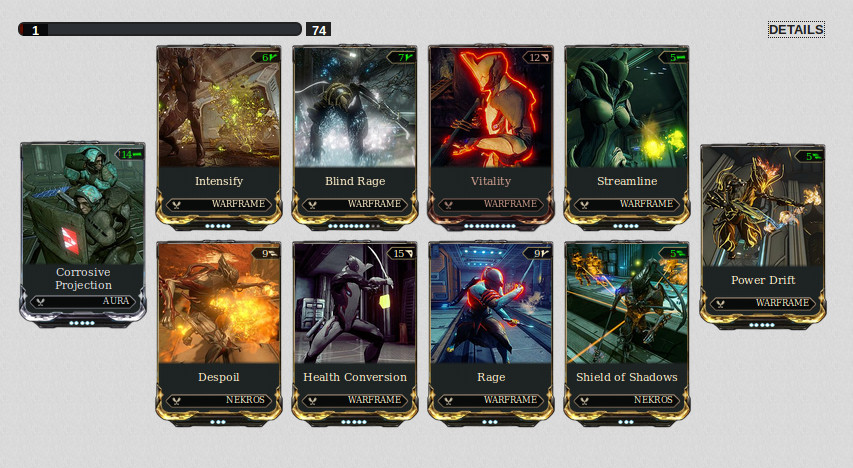 1
74
DETAILS
6
Intensify
WARFRAME
7
Blind Rage
WARFRAME
12
Vitality
WARFRAME
5
Streamline
WARFRAME
14
Corrosive
Projection
AURA
5
Power Drift
WARFRAME
9
Despoil
NEKROS
15
Health Conversion
WARFRAME
9
Rage
WARFRAME
5
Shield of Shadows
NEKROS